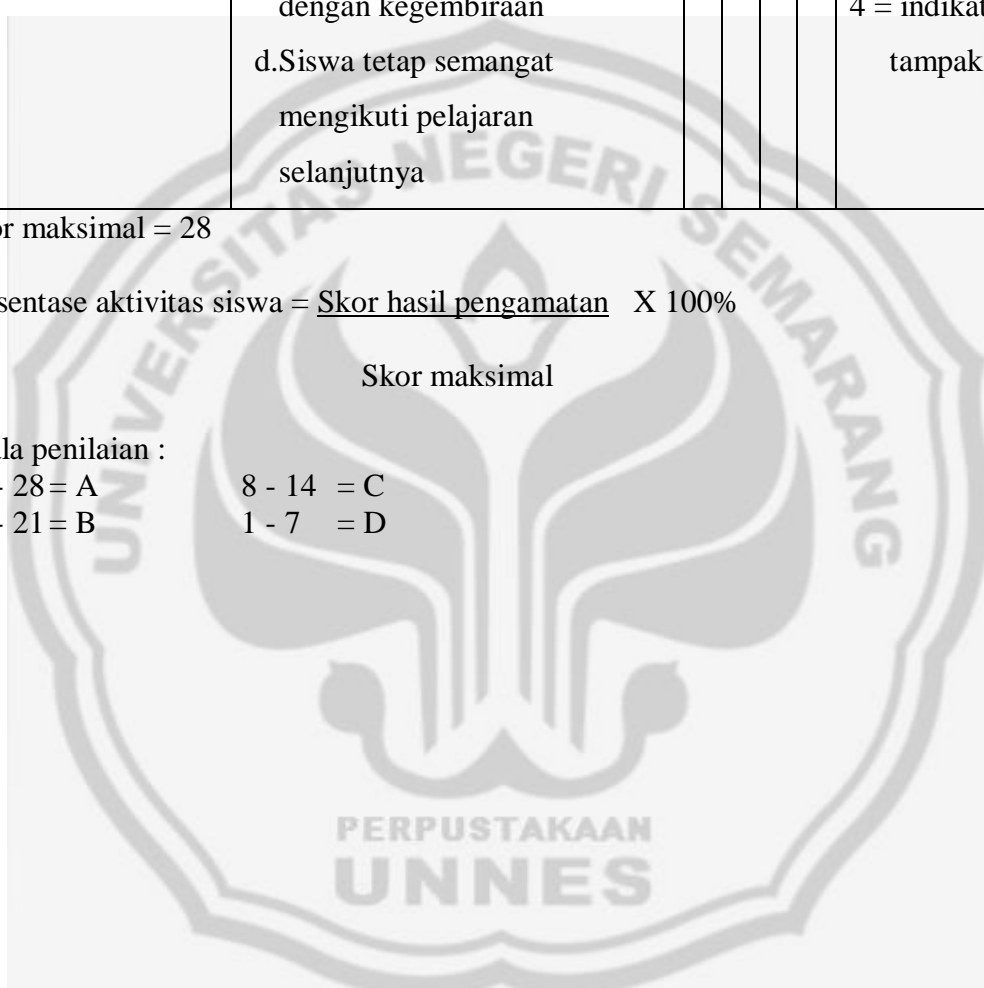 dengan kegembiraan
4 = indikat
d.Siswa tetap semangat
tampak
mengikuti pelajaran
selanjutnya
or maksimal = 28
sentase aktivitas siswa = Skor hasil pengamatan X 100%
Skor maksimal
la penilaian :
- 28 = A 8 - 14 = C
- 21 = B 1 - 7 = D
UNIVERSITAS NEGERI SEMARANG
PERPUSTAKAAN
UNNES